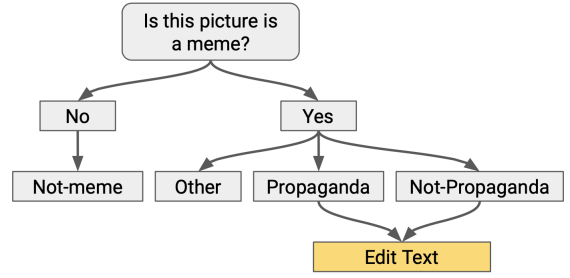 Is this picture is
a meme?
No
Yes
Not-meme
Other
Propaganda
Not-Propaganda
Edit Text